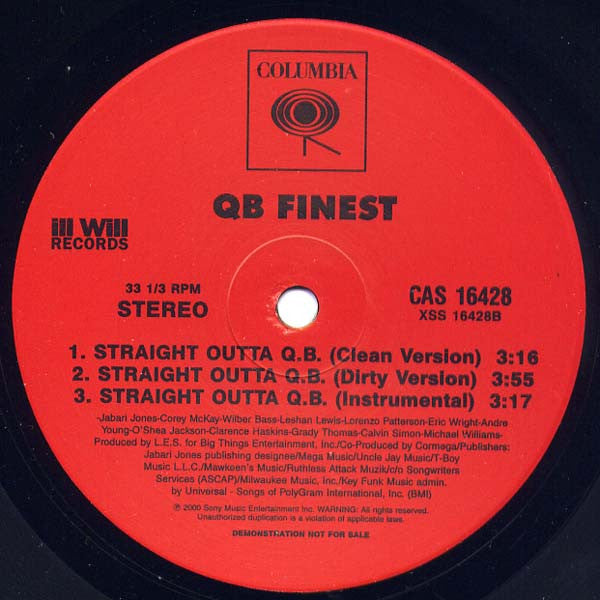 COLUMBIA
QB FINEST
ill Will
RECORDS
33 1/3 RPM
STEREO
CAS 16428
XSS 16428B
1. STRAIGHT OUTTA Q.B. (Clean Version) 3:16
2. STRAIGHT OUTTA Q.B. (Dirty Version) 3:55
3. STRAIGHT OUTTA Q.B. (Instrumental) 3:17
-Jabari Jones-Corey McKay-Wilber Bass-Leshan Lewis-Lorenzo Patterson-Eric Wright-Andre
Young-O'Shea Jackson-Clarence Haskins-Grady Thomas-Calvin Simon-Michael Williams-
Produced by L.E.S. for Big Things Entertainment, Inc./Co-Produced by Cormega/Publishers:
Jabari Jones publishing designee/Mega Music/Uncle Jay Music/T-Boy
Music L.L.C./Mawkeen's Music/Ruthless Attack Muzik/c/o Songwriters
Services (ASCAP)/Milwaukee Music, Inc./Key Funk Music admin.
by Universal - Songs of PolyGram International, Inc. (BMI)
℗ 2000 Sony Music Entertainment Inc. WARNING: All rights reserved.
Unauthorized duplication is a violation of applicable laws.
DEMONSTRATION NOT FOR SALE